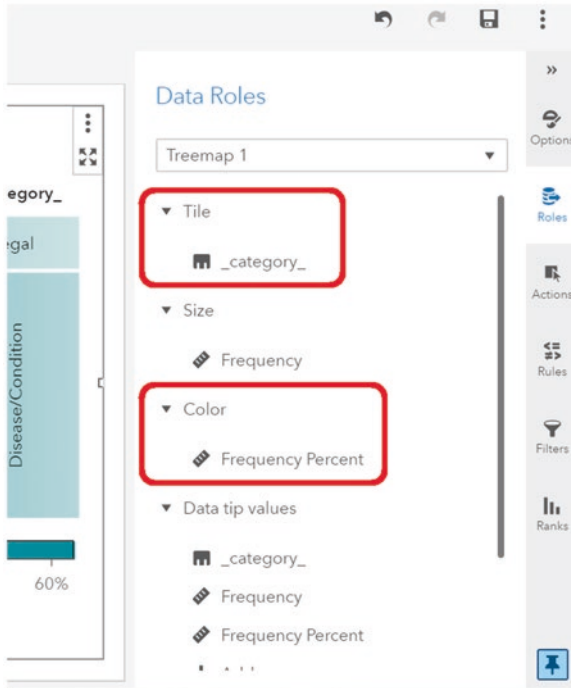 Data Roles
Treemap 1
Tile
_category_
Size
Frequency
Color
Frequency Percent
Data tip values
_category_
Frequency
Frequency Percent
egory_
egal
Disease/Condition
60%
Option
Roles
Actions
Rules
Filters
Ranks